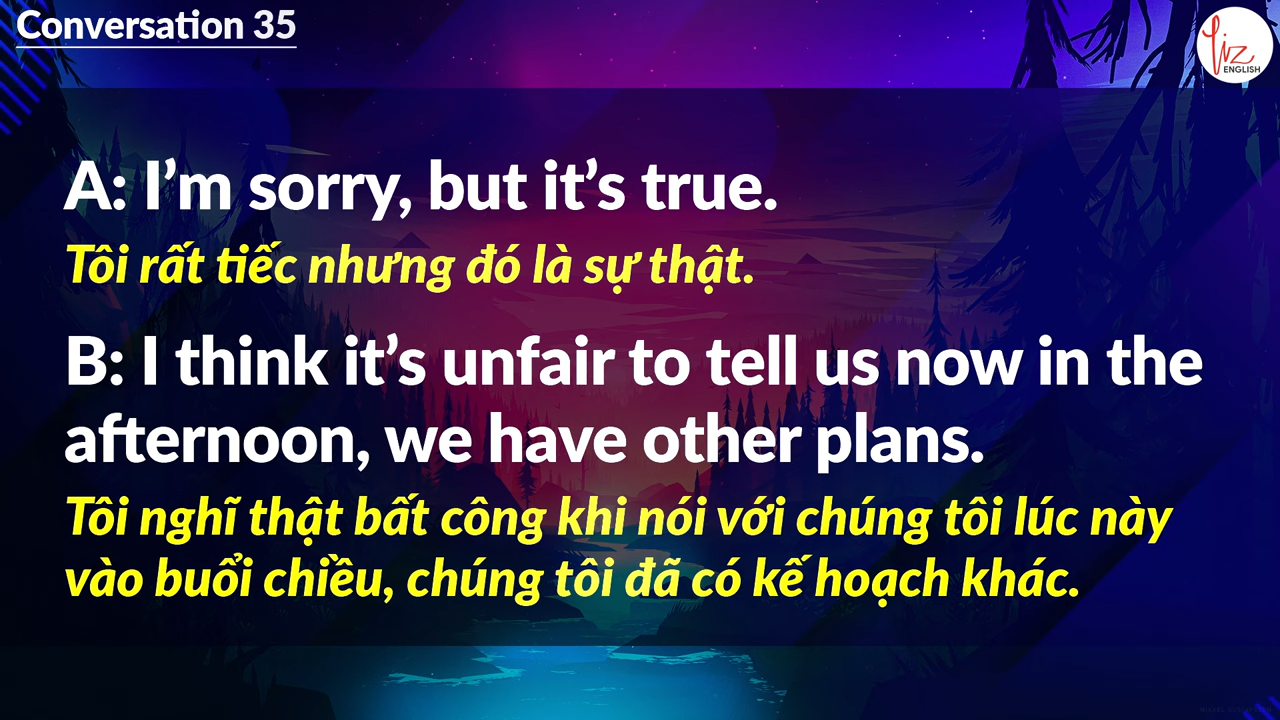 Conversation 35
Liz
ENGLISH
A: I’m sorry, but it’s true.
Tôi rất tiếc nhưng đó là sự thật.
B: I think it’s unfair to tell us now in the
afternoon, we have other plans.
Tôi nghĩ thật bất công khi nói với chúng tôi lúc này
vào buổi chiều, chúng tôi đã có kế hoạch khác.